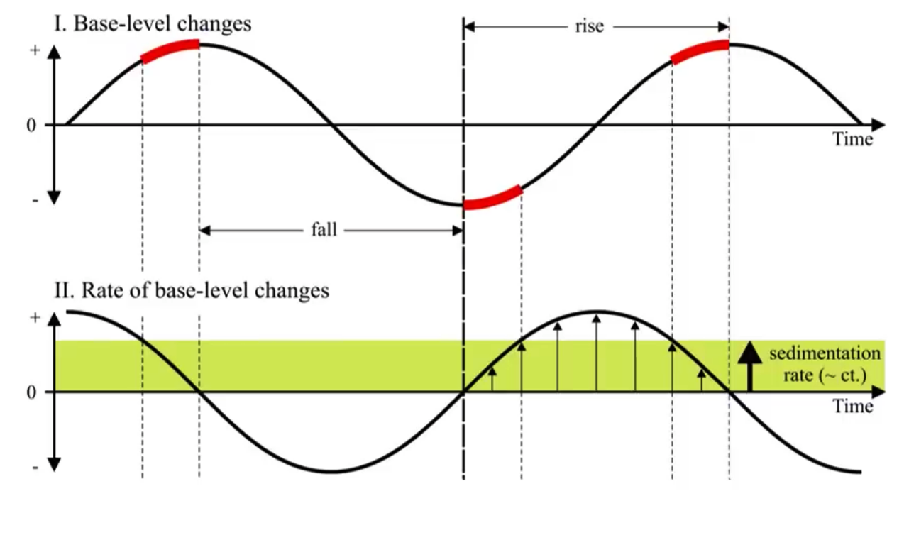 I. Base-level changes
rise
+
0
Time
-
fall
II. Rate of base-level changes
+
sedimentation
rate (~ ct.)
0
Time
-